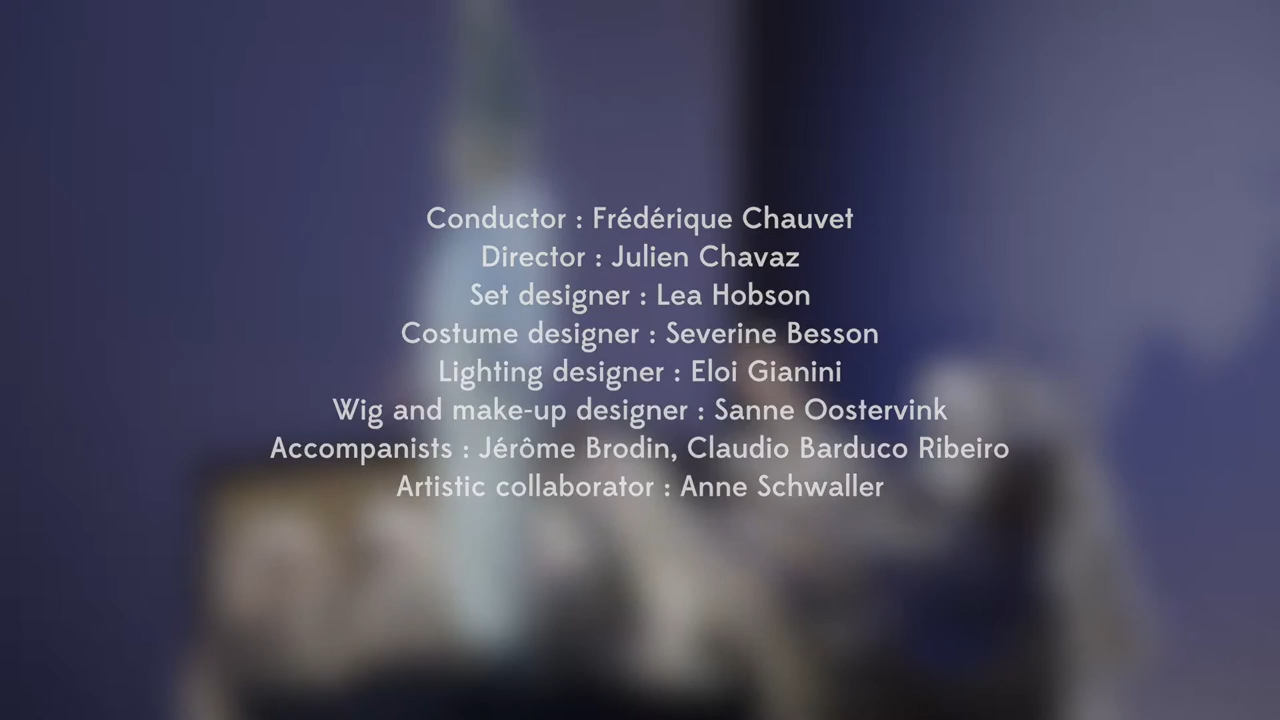 Conductor : Frédérique Chauvet
Director : Julien Chavaz
Set designer : Lea Hobson
Costume designer : Severine Besson
Lighting designer : Eloi Gianini
Wig and make-up designer : Sanne Oostervink
Accompanists : Jérôme Brodin, Claudio Barduco Ribeiro
Artistic collaborator : Anne Schwaller